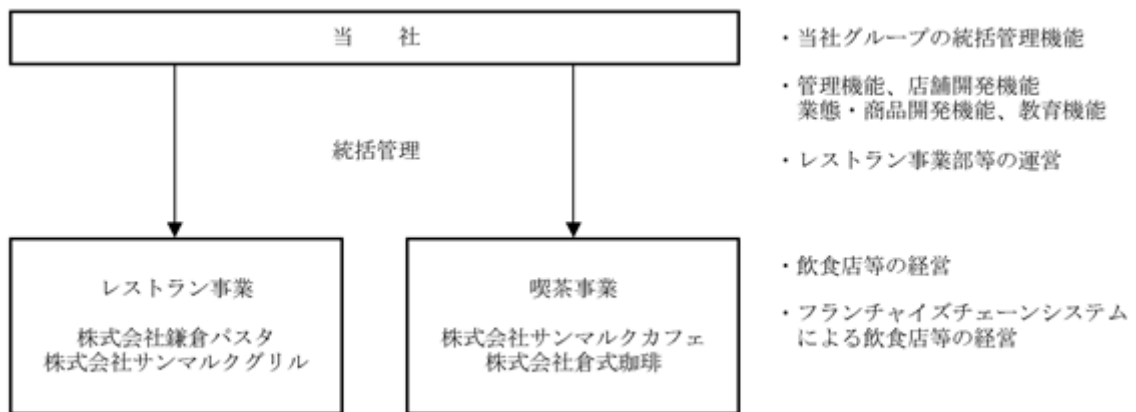 当　　社
・当社グループの統括管理機能
・管理機能、店舗開発機能
業態・商品開発機能、教育機能
統括管理
・レストラン事業部等の運営
レストラン事業
株式会社鎌倉パスタ
株式会社サンマルクグリル
喫茶事業
株式会社サンマルクカフェ
株式会社倉式珈琲
・飲食店等の経営
・フランチャイズチェーンシステム
による飲食店等の経営